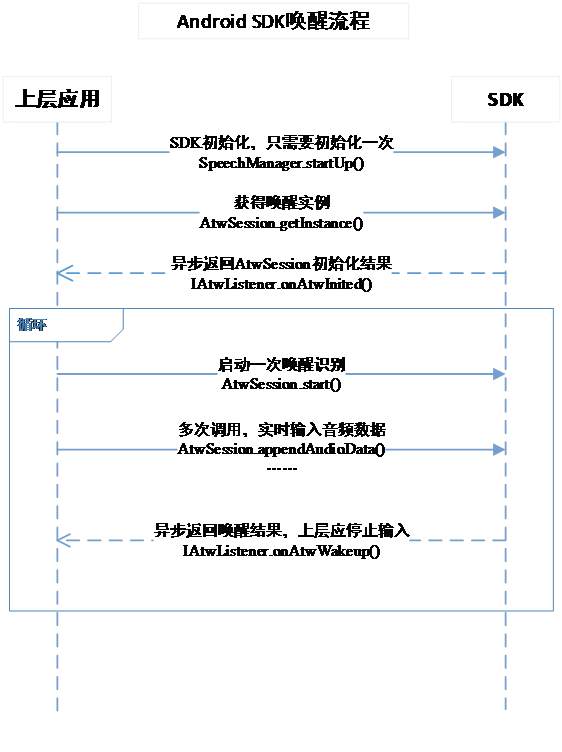 Android SDK唤醒流程
上层应用
SDK
SDK初始化，只需要初始化一次
SpeechManager.startUp()
获得唤醒实例
AtwSession.getInstance()
异步返回AtwSession初始化结果
IAtwListener.onAtwInited()
循环
启动一次唤醒识别
AtwSession.start()
多次调用，实时输入音频数据
AtwSession.appendAudioData()
------
异步返回唤醒结果，上层应停止输入
IAtwListener.onAtwWakeup()